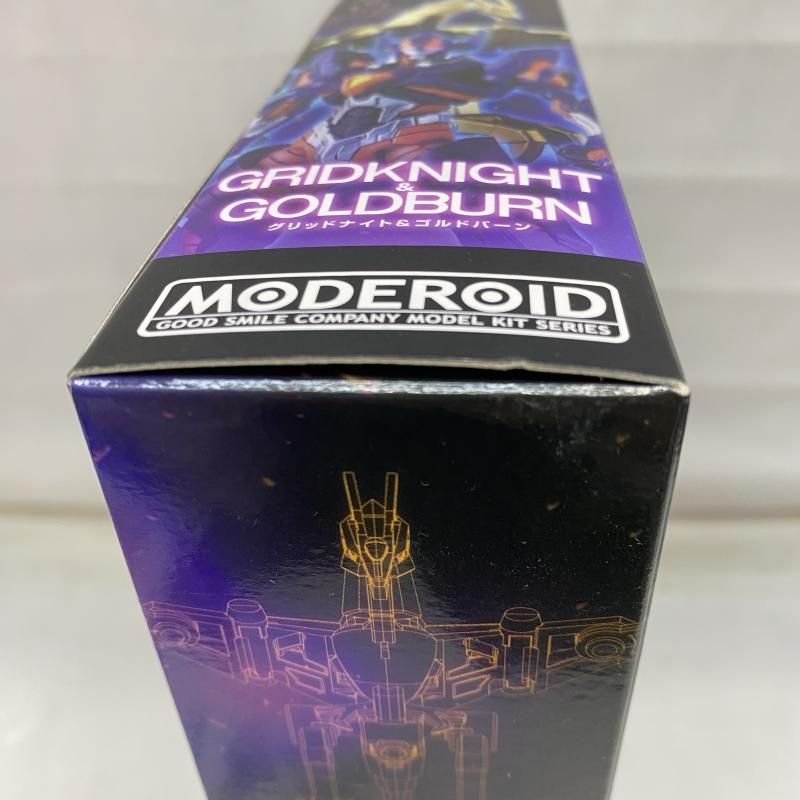 GRIDKNIGHT
&
GOLDBURN
グリッドナイト&ゴルドバーン
MODEROID
GOOD SMILE COMPANY MODEL KIT SERIES